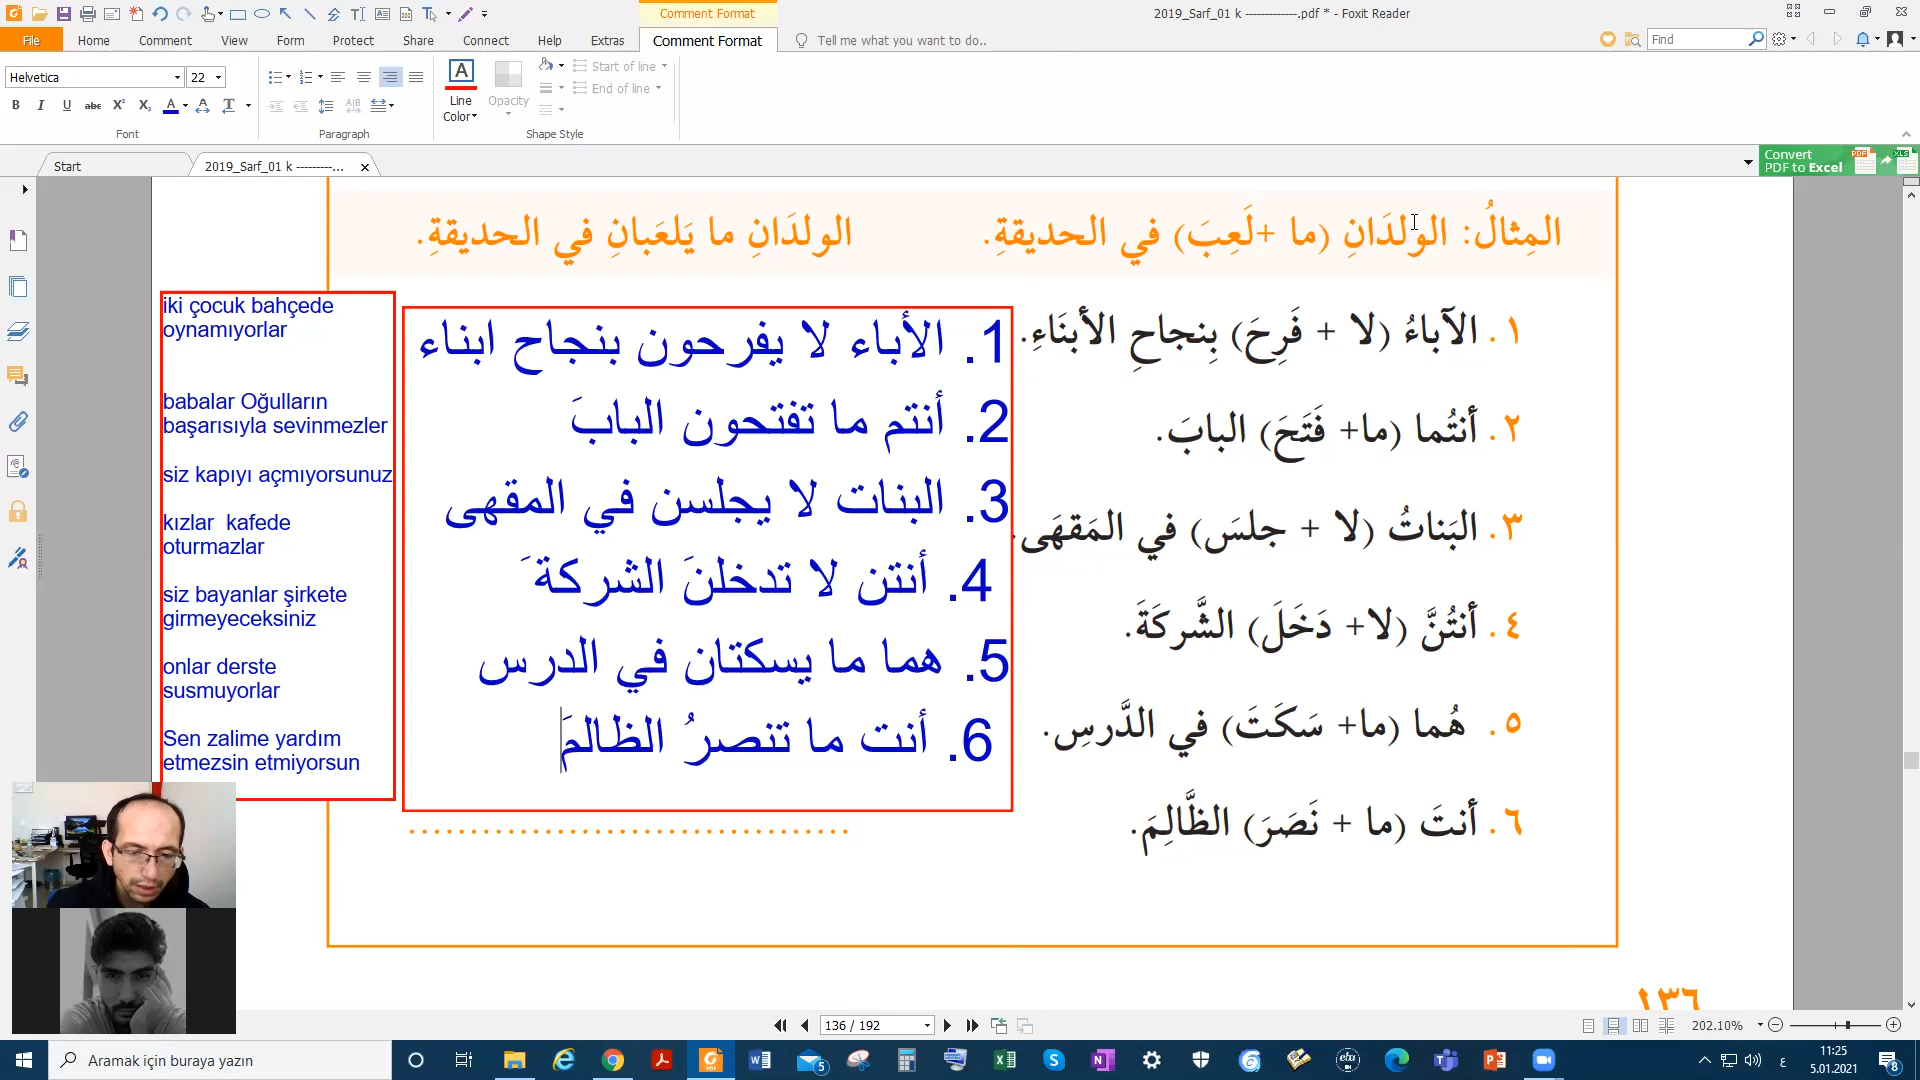 Comment Format
2019_Sarf_01 k -------------.pdf * - Foxit Reader
File Home Comment View Form Protect Share Connect Help Extras Comment Format Tell me what you want to do.. Find
Helvetica 22
Start of line
End of line
Line Color
Opacity
Font Paragraph Shape Style
Start
2019_Sarf_01 k ---------...
Convert
PDF to Excel
المِثالُ: الوَلدَانِ (ما +لَعِبَ) في الحديقةِ. الولدَانِ ما يَلعَبانِ في الحديقةِ.
١. الآباءُ (لا + فَرِحَ) بِنجاحِ الأبنَاءِ.
٢. أنتُما (ما+ فَتَحَ) البابَ.
٣. البَناتُ (لا + جلسَ) في المَقهَى.
٤. أنتُنَّ (لا+ دَخَلَ) الشَّركَةَ.
٥. هُما (ما+ سَكَتَ) في الدَّرسِ.
٦. أنتَ (ما + نَصَرَ) الظَّالِمَ.
1. الأباء لا يفرحون بنجاح ابناء
2. أنتم ما تفتحون البابَ
3. البنات لا يجلسن في المقهى
4. أنتن لا تدخلنَ الشركة َ
5. هما ما يسكتان في الدرس
6. أنت ما تنصرُ الظالمَ
iki çocuk bahçede
oynamıyorlar
babalar Oğulların
başarısıyla sevinmezler
siz kapıyı açmıyorsunuz
kızlar  kafede
oturmazlar
siz bayanlar şirkete
girmeyeceksiniz
onlar derste
susmuyorlar
Sen zalime yardım
etmezsin etmiyorsun
١٣٦
136 / 192
202.10%
Aramak için buraya yazın
11:25
5.01.2021